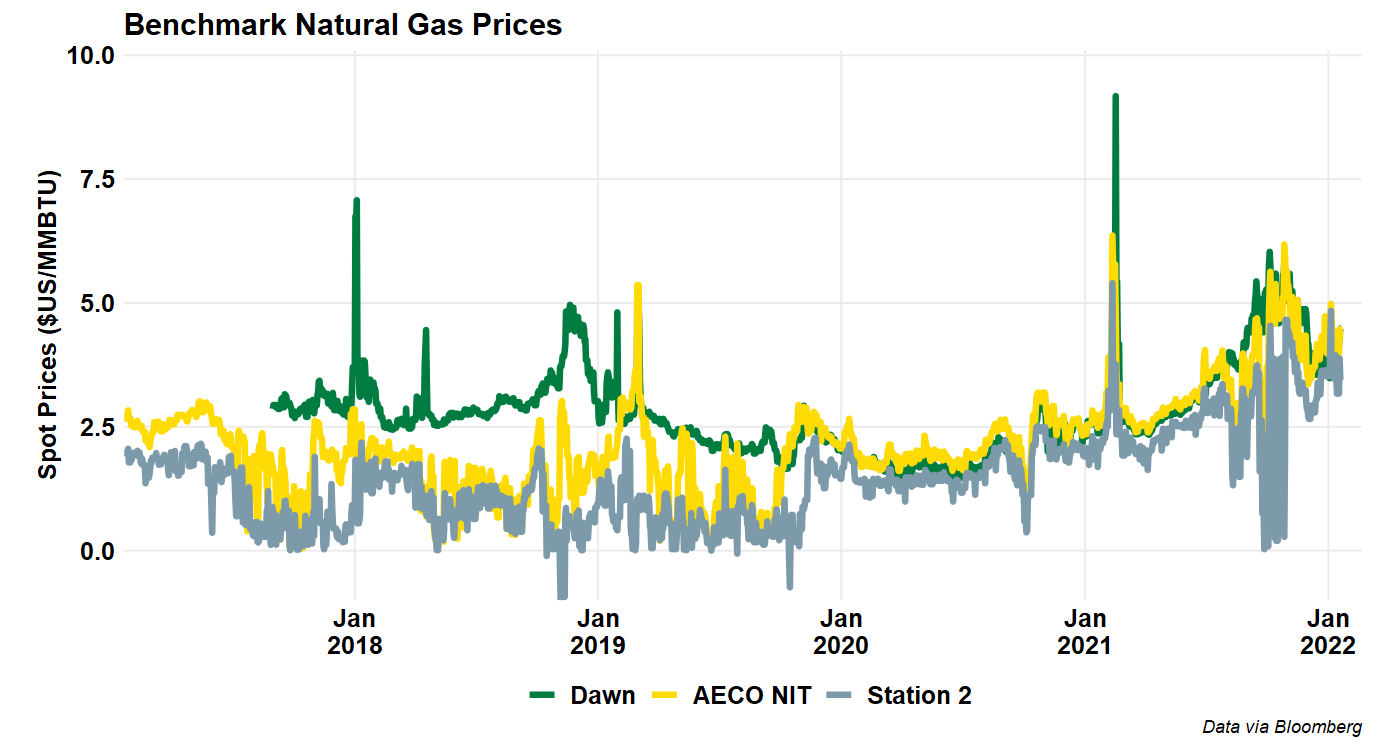 Benchmark Natural Gas Prices
Spot Prices ($US/MMBTU)
10.0
7.5
5.0
2.5
0.0
Jan Jan Jan Jan Jan
2018 2019 2020 2021 2022
Dawn AECO NIT Station 2
Data via Bloomberg